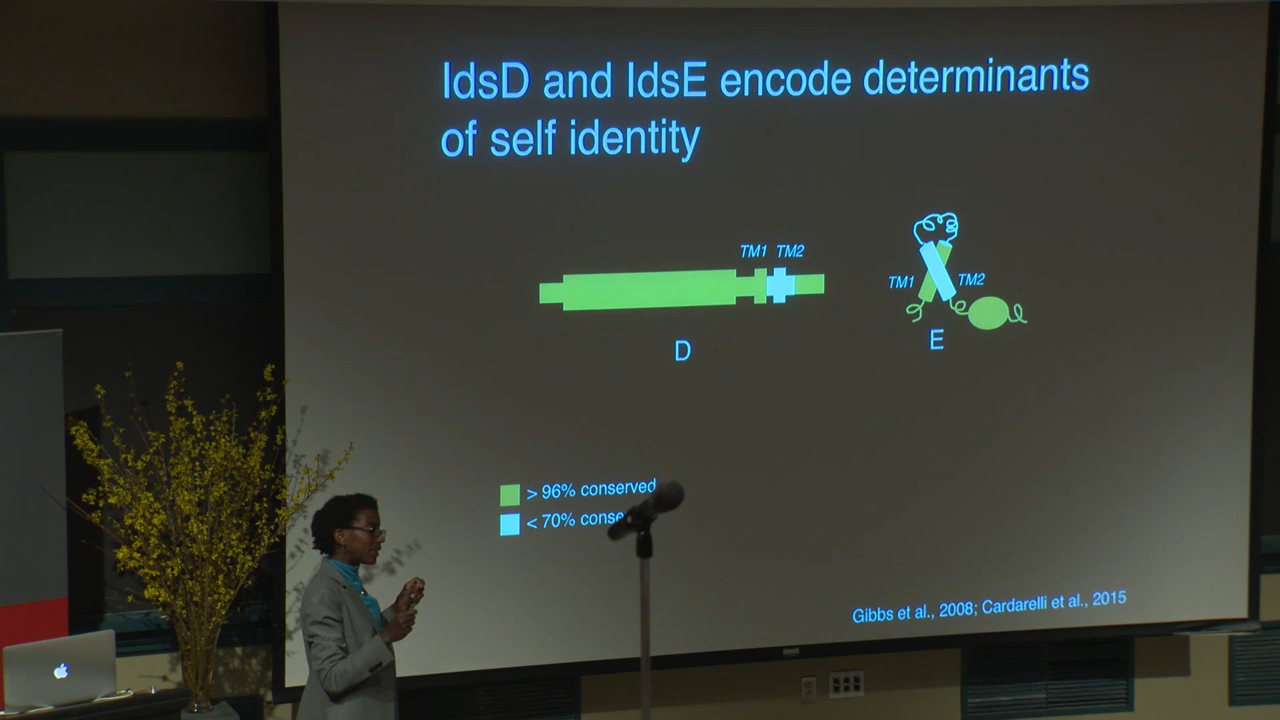 IdsD and IdsE encode determinants
of self identity
TM1 TM2
TM1 TM2
D
E
> 96% conserved
< 70% conse
Gibbs et al., 2008; Cardarelli et al., 2015